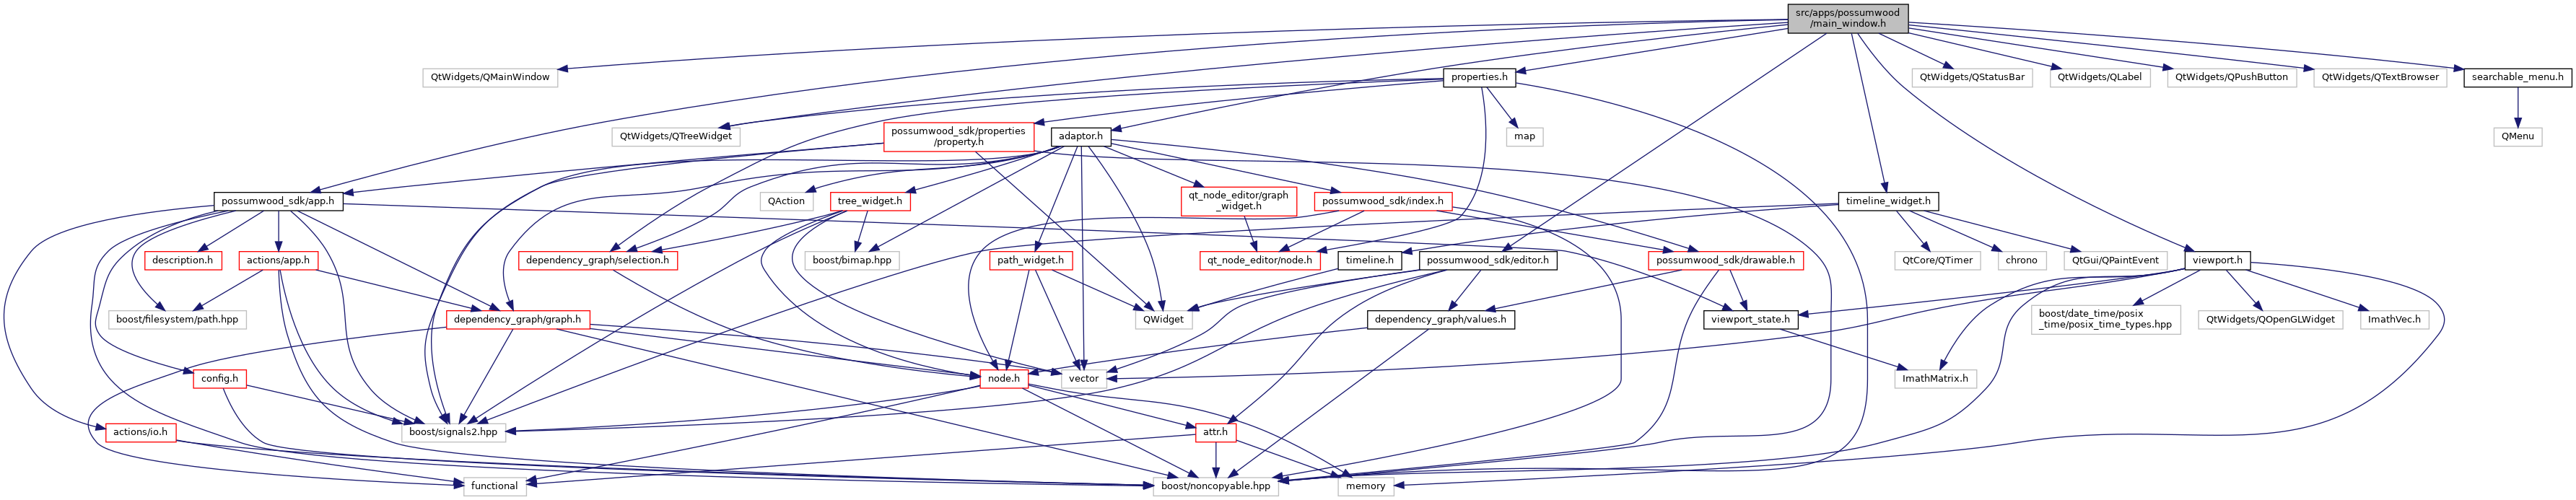 src/apps/possumwood
/main_window.h
QtWidgets/QMainWindow
properties.h
QtWidgets/QStatusBar
QtWidgets/QLabel
QtWidgets/QPushButton
QtWidgets/QTextBrowser
searchable_menu.h
QtWidgets/QTreeWidget
possumwood_sdk/properties
/property.h
adaptor.h
map
QMenu
possumwood_sdk/app.h
QAction
tree_widget.h
qt_node_editor/graph
_widget.h
possumwood_sdk/index.h
timeline_widget.h
description.h
actions/app.h
dependency_graph/selection.h
boost/bimap.hpp
path_widget.h
qt_node_editor/node.h
timeline.h
possumwood_sdk/editor.h
possumwood_sdk/drawable.h
QtCore/QTimer
chrono
QtGui/QPaintEvent
viewport.h
boost/filesystem/path.hpp
dependency_graph/graph.h
QWidget
dependency_graph/values.h
viewport_state.h
boost/date_time/posix
_time/posix_time_types.hpp
QtWidgets/QOpenGLWidget
ImathVec.h
config.h
node.h
vector
ImathMatrix.h
actions/io.h
boost/signals2.hpp
attr.h
functional
boost/noncopyable.hpp
memory